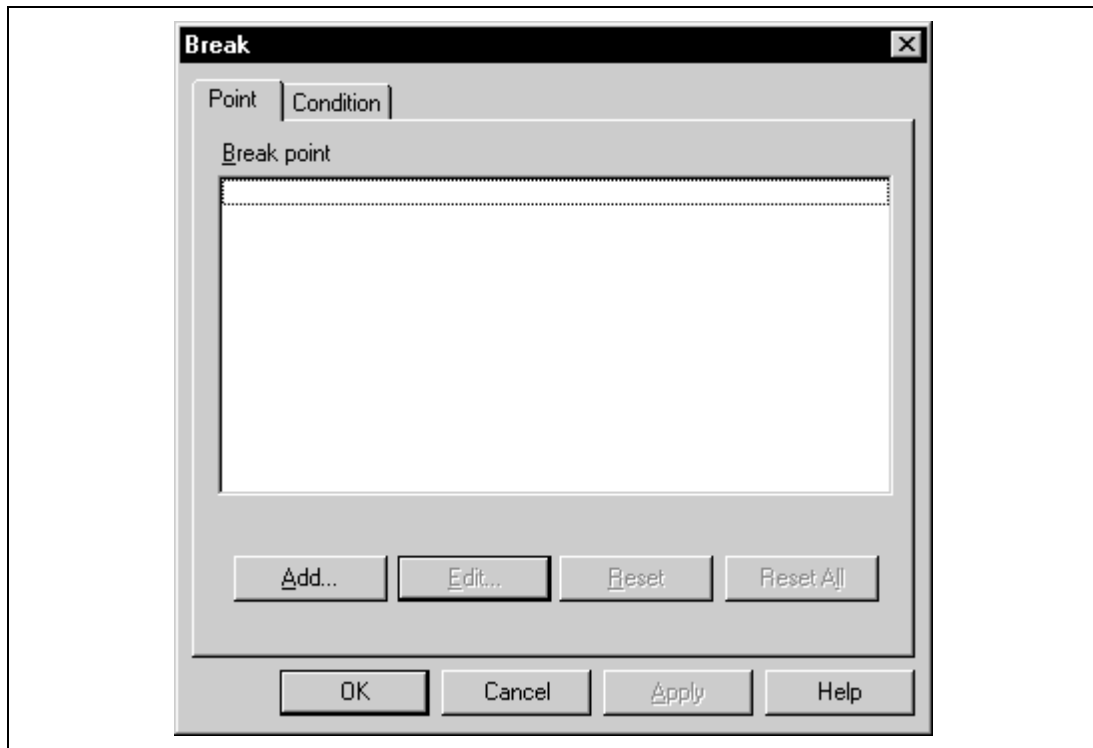 Break
Point Condition
Break point
Add... Edit... Reset Reset All
OK Cancel Apply Help